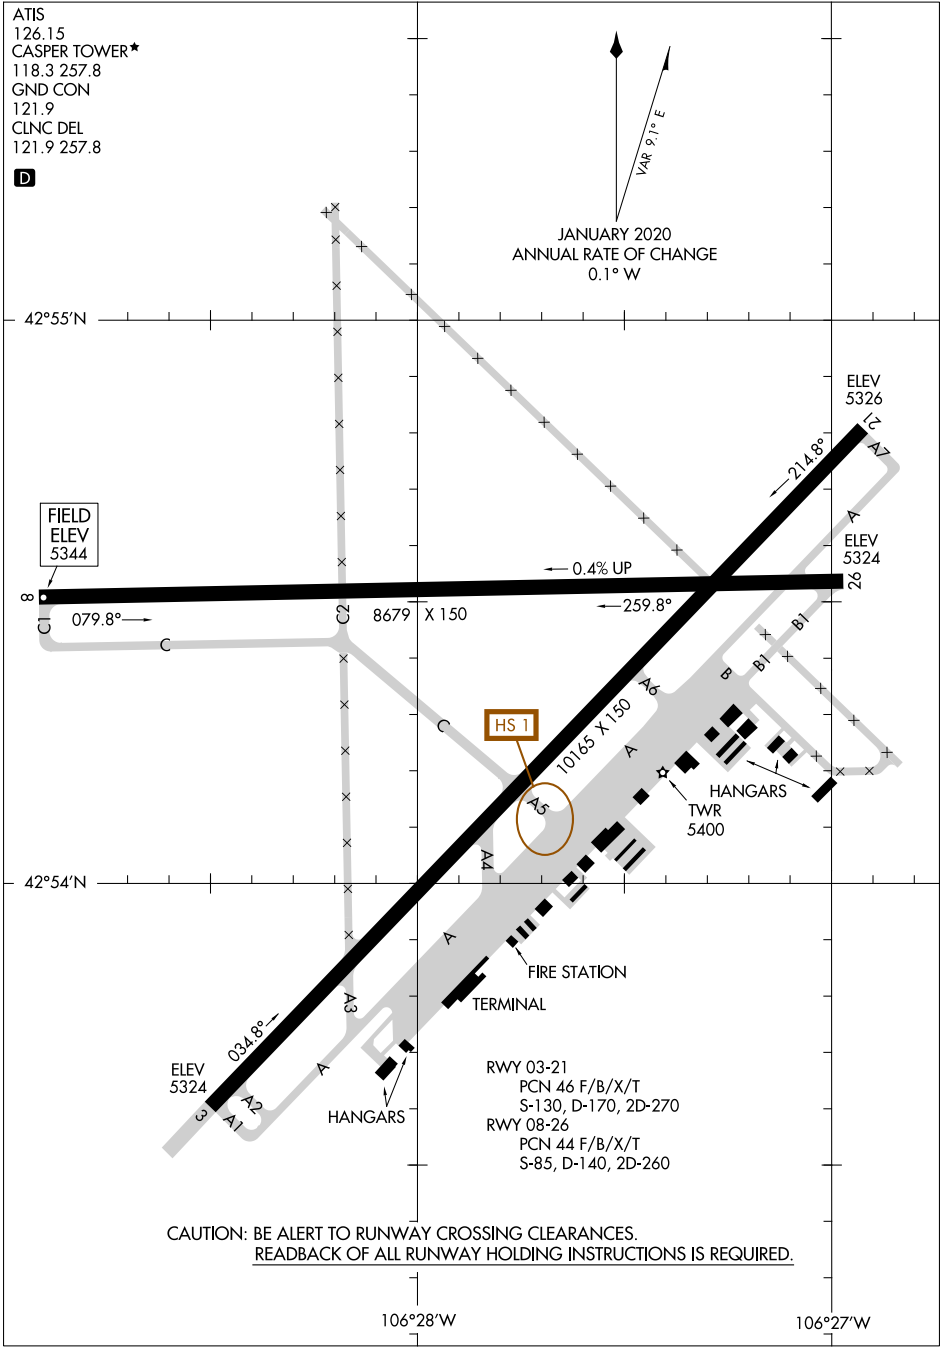 ATIS
126.15
CASPER TOWER★
118.3 257.8
GND CON
121.9
CLNC DEL
121.9 257.8
D
VAR 9.1° E
JANUARY 2020
ANNUAL RATE OF CHANGE
0.1° W
42°55'N
ELEV
5326
21
A7
214.8°
A
FIELD
ELEV
5344
ELEV
5324
26
0.4% UP
259.8°
8
C1
079.8°
C2
8679 X 150
C
B1
B1
B
A6
C
HS 1
10165 X 150
A
A5
HANGARS
TWR
5400
A4
42°54'N
A
FIRE STATION
TERMINAL
A3
034.8°
A
ELEV
5324
3
A2
A1
HANGARS
RWY 03-21
PCN 46 F/B/X/T
S-130, D-170, 2D-270
RWY 08-26
PCN 44 F/B/X/T
S-85, D-140, 2D-260
CAUTION: BE ALERT TO RUNWAY CROSSING CLEARANCES.
READBACK OF ALL RUNWAY HOLDING INSTRUCTIONS IS REQUIRED.
106°28'W
106°27'W